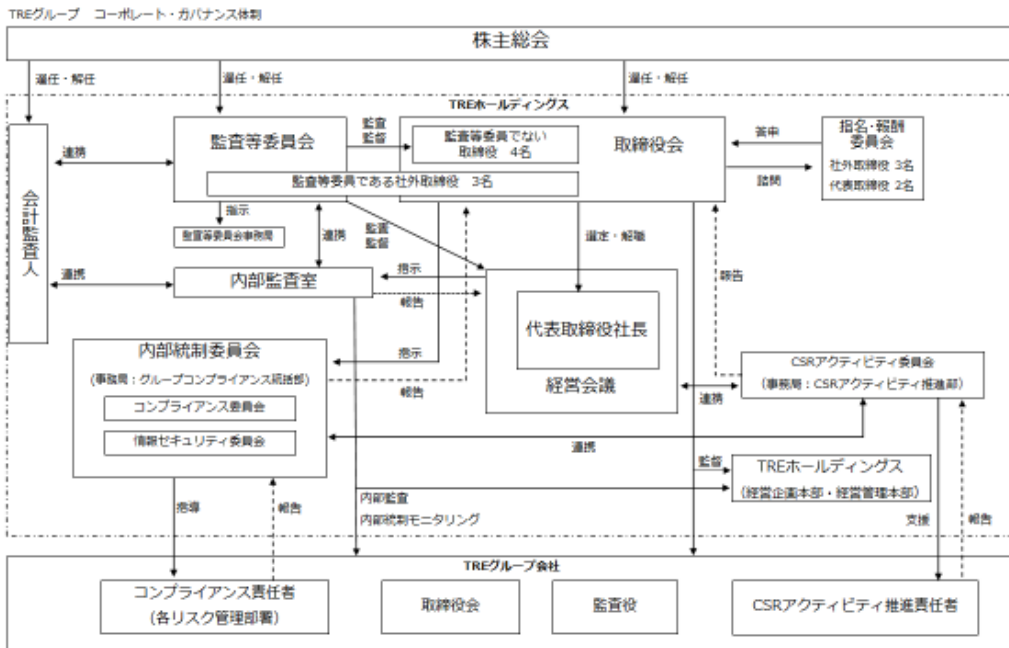 TREグループ　コーポレート・ガバナンス体制
株主総会
選任・解任
選任・解任
選任・解任
TREホールディングス
監査等委員会
監査
監督
監査等委員でない
取締役 4名
取締役会
答申
指名・報酬
委員会
社外取締役 3名
代表取締役 2名
諮問
連携
監査等委員である社外取締役 3名
会計監査人
指示
監査等委員会事務局
連携
監査
監督
選定・解職
報告
連携
内部監査室
指示
報告
代表取締役社長
経営会議
内部統制委員会
(事務局：グループコンプライアンス統括部)
コンプライアンス委員会
情報セキュリティ委員会
指示
報告
CSRアクティビティ委員会
(事務局：CSRアクティビティ推進部)
連携
連携
監督
TREホールディングス
(経営企画本部・経営管理本部)
指導
報告
内部監査
内部統制モニタリング
支援
報告
TREグループ会社
コンプライアンス責任者
(各リスク管理部署)
取締役会
監査役
CSRアクティビティ推進責任者